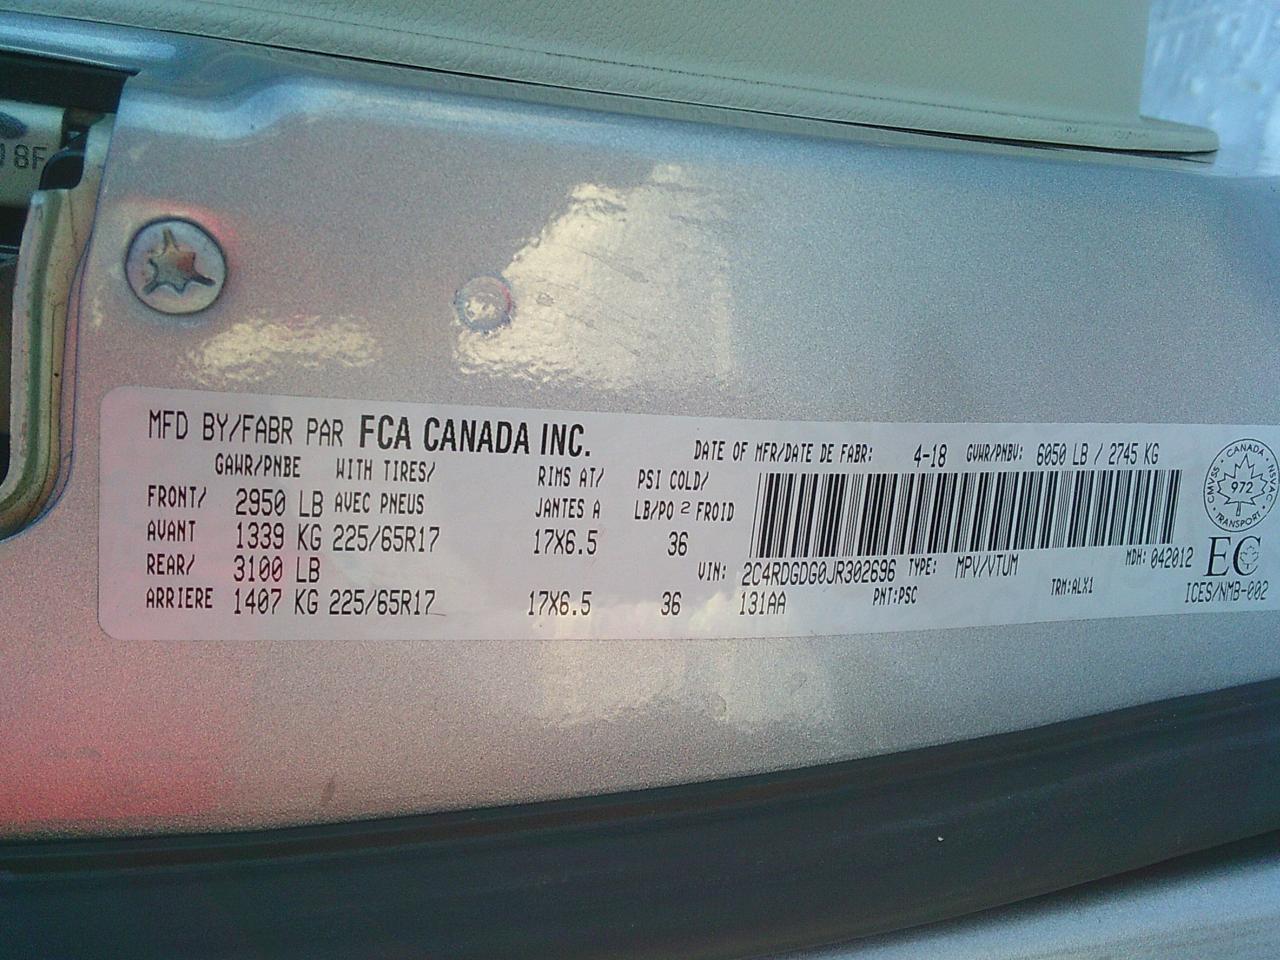 08F
MFD BY/FABR PAR FCA CANADA INC.
DATE OF MFR/DATE DE FABR: 4-18 GVWR/PNBV: 6050 LB / 2745 KG
GAWR/PNBE WITH TIRES/ RIMS AT/ PSI COLD/
FRONT/ 2950 LB AVEC PNEUS JANTES A LB/PO 2 FROID
AVANT 1339 KG 225/65R17 17X6.5 36
REAR/ 3100 LB
ARRIERE 1407 KG 225/65R17 17X6.5 36
MDH: 042012
VIN: 2C4RDGDG0JR302696 TYPE: MPV/VTUM
131AA PNT:PSC TRM:ALX1
CMVSS · CANADA · NSVAC · TRANSPORT
972
EC
ICES/NMB-002